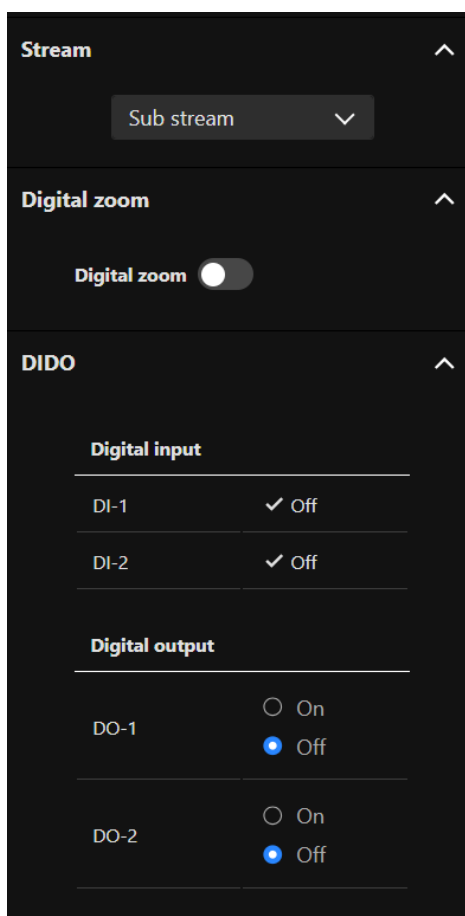 Stream
Sub stream
Digital zoom
Digital zoom
DIDO
Digital input
DI-1 Off
DI-2 Off
Digital output
On
DO-1
Off
On
DO-2
Off